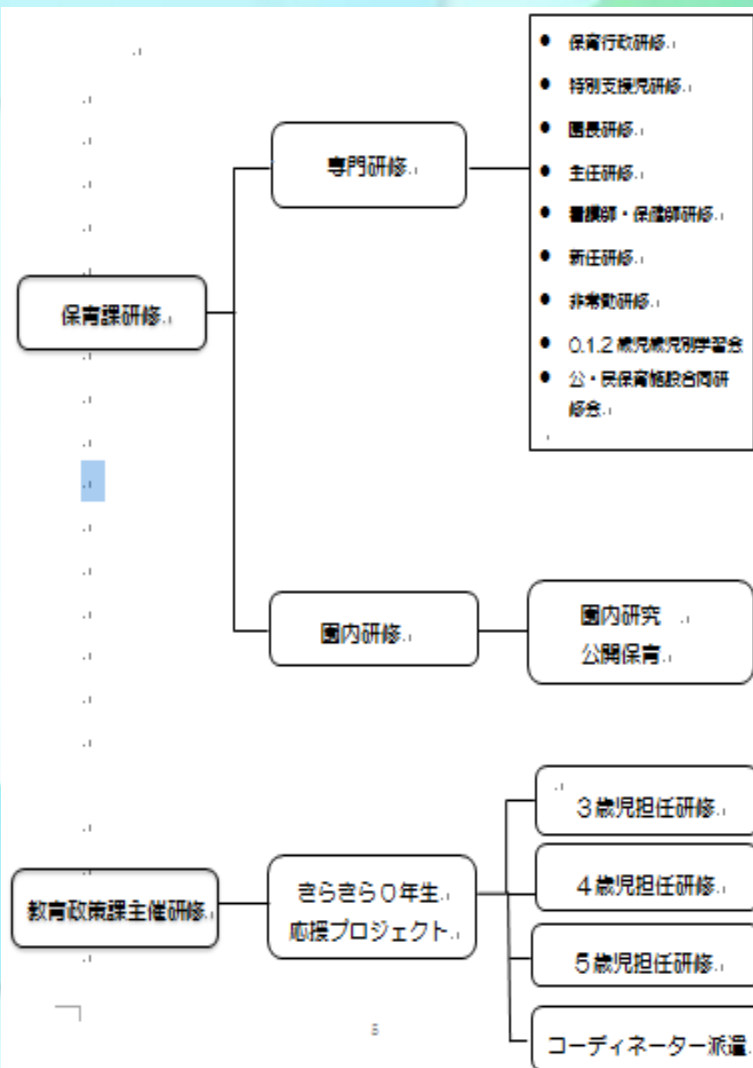 保育行政研修
特別支援児研修
園長研修
主任研修
看護師・保健師研修
新任研修
非常勤研修
0.1.2歳児歳児別学習会
公・民保育施設合同研
修会
専門研修
保育課研修
園内研修
園内研究
公開保育
教育政策課主催研修
きらきら0年生
応援プロジェクト
3歳児担任研修
4歳児担任研修
5歳児担任研修
コーディネーター派遣